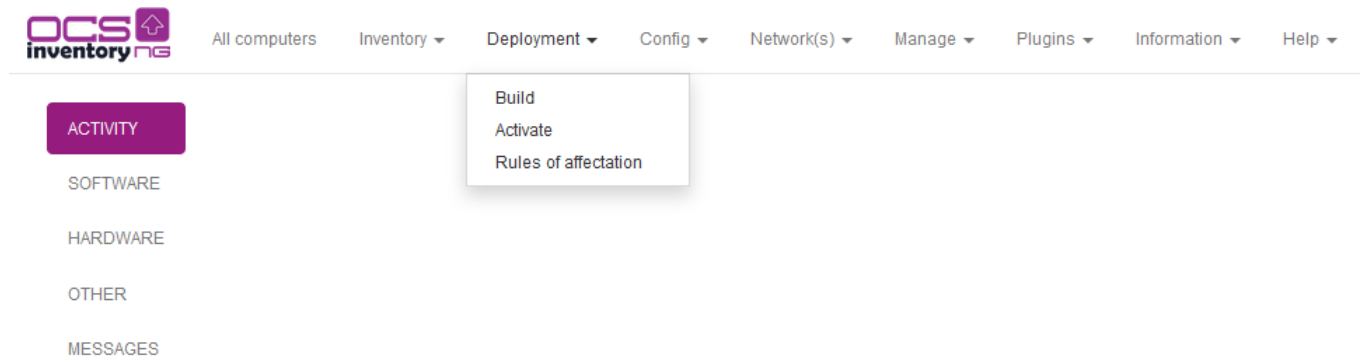 OCS
inventory NG
All computers Inventory Deployment Config Network(s) Manage Plugins Information Help
Build
Activate
Rules of affectation
ACTIVITY
SOFTWARE
HARDWARE
OTHER
MESSAGES